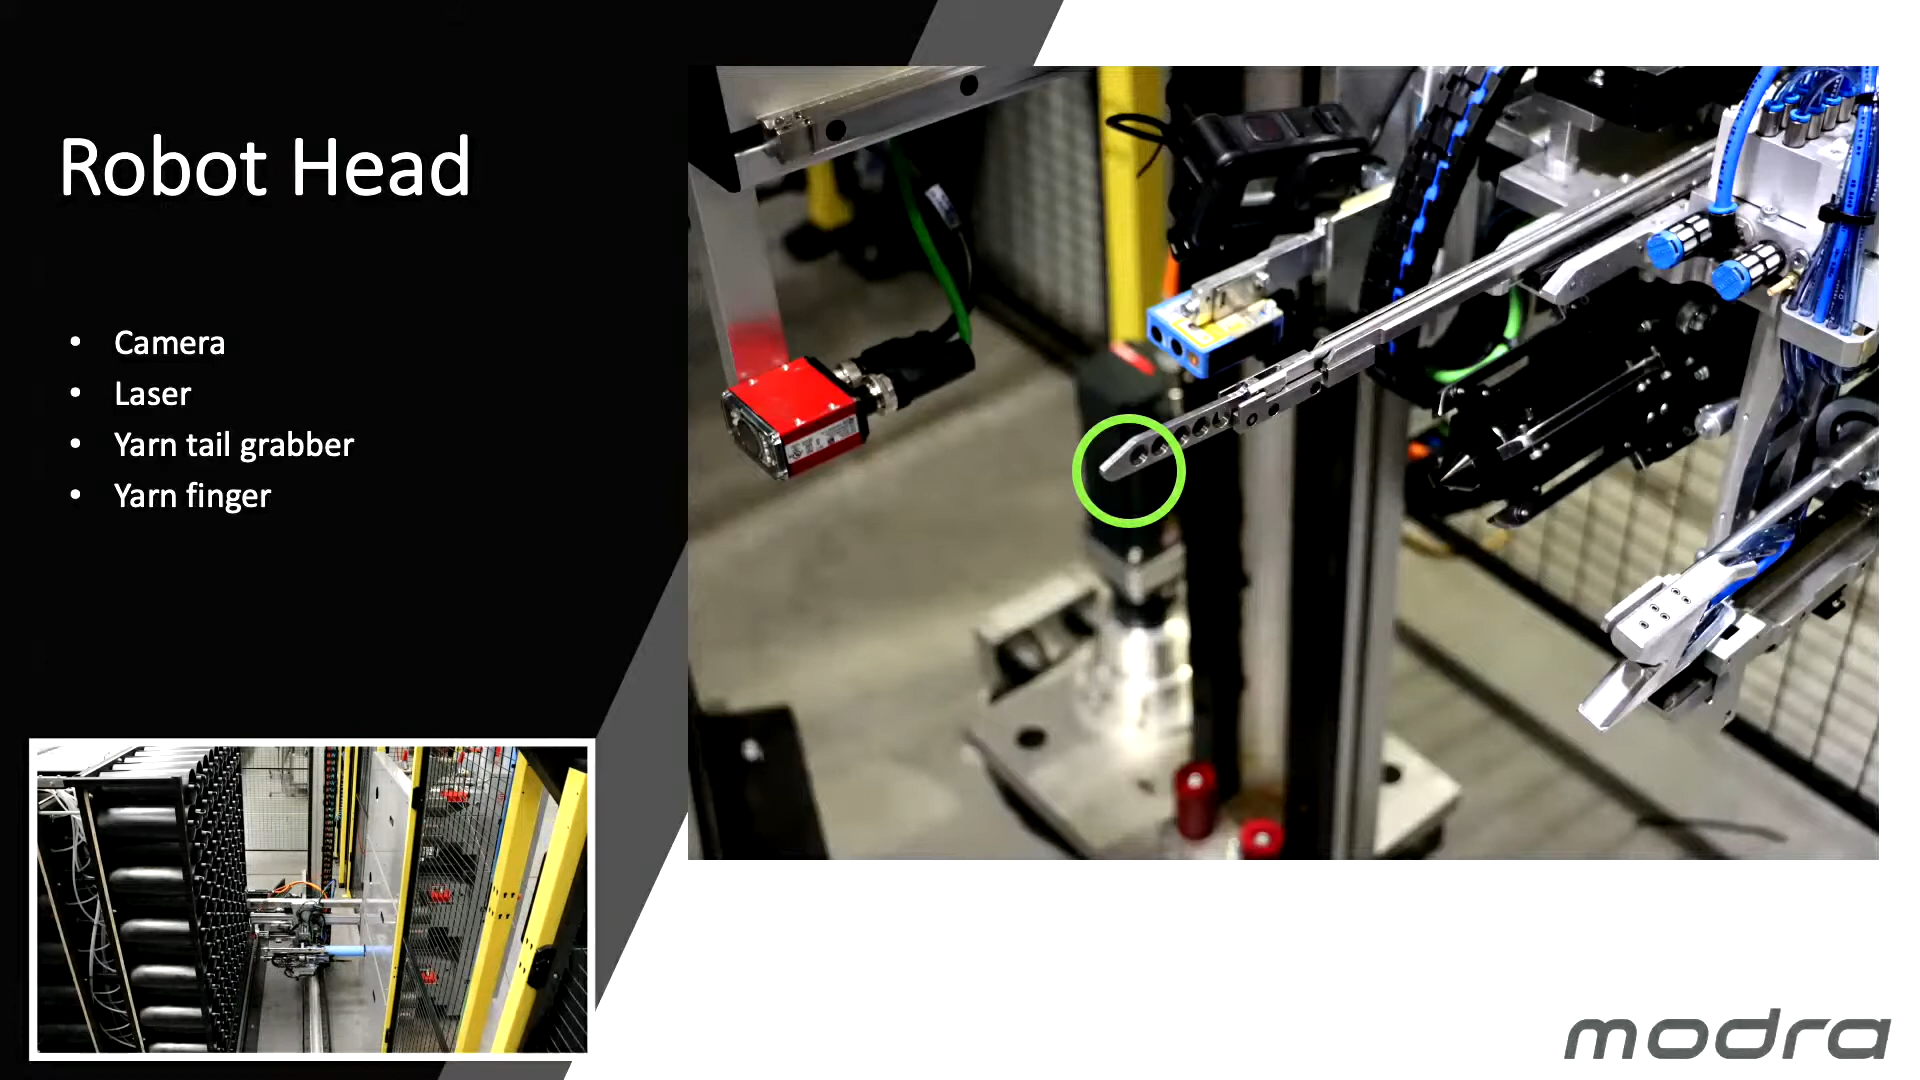 Robot Head
• Camera
• Laser
• Yarn tail grabber
• Yarn finger
modra